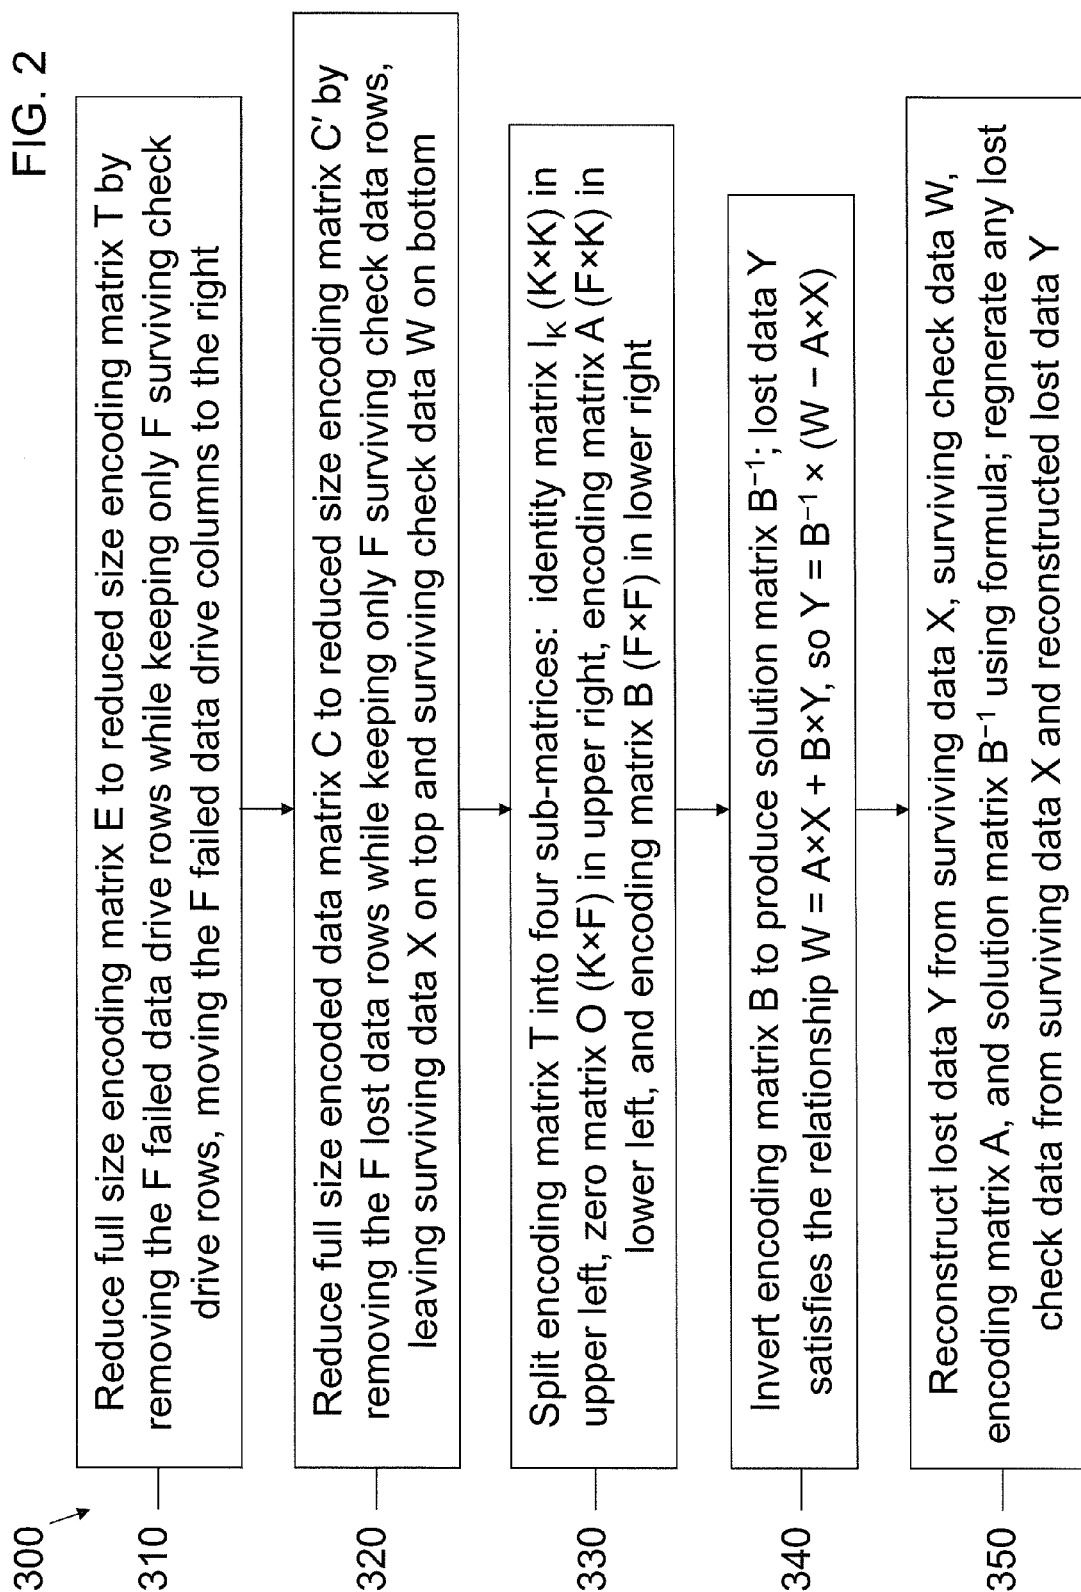 FIG. 2
300
310
Reduce full size encoding matrix E to reduced size encoding matrix T by
removing the F failed data drive rows while keeping only F surviving check
drive rows, moving the F failed data drive columns to the right
320
Reduce full size encoded data matrix C to reduced size encoding matrix C′ by
removing the F lost data rows while keeping only F surviving check data rows,
leaving surviving data X on top and surviving check data W on bottom
330
Split encoding matrix T into four sub-matrices: identity matrix I_K (K×K) in
upper left, zero matrix O (K×F) in upper right, encoding matrix A (F×K) in
lower left, and encoding matrix B (F×F) in lower right
340
Invert encoding matrix B to produce solution matrix B⁻¹; lost data Y
satisfies the relationship W = A×X + B×Y, so Y = B⁻¹ × (W − A×X)
350
Reconstruct lost data Y from surviving data X, surviving check data W,
encoding matrix A, and solution matrix B⁻¹ using formula; regnerate any lost
check data from surviving data X and reconstructed lost data Y